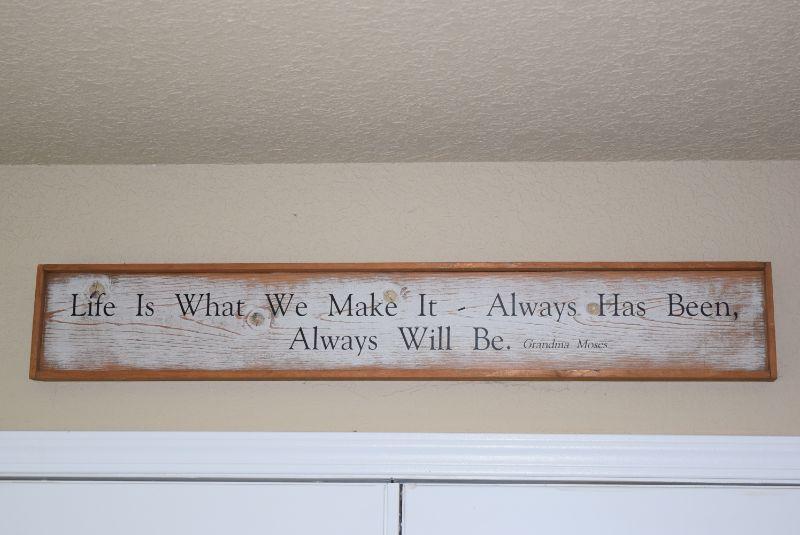 Life Is What We Make It - Always Has Been,
Always Will Be. Grandma Moses